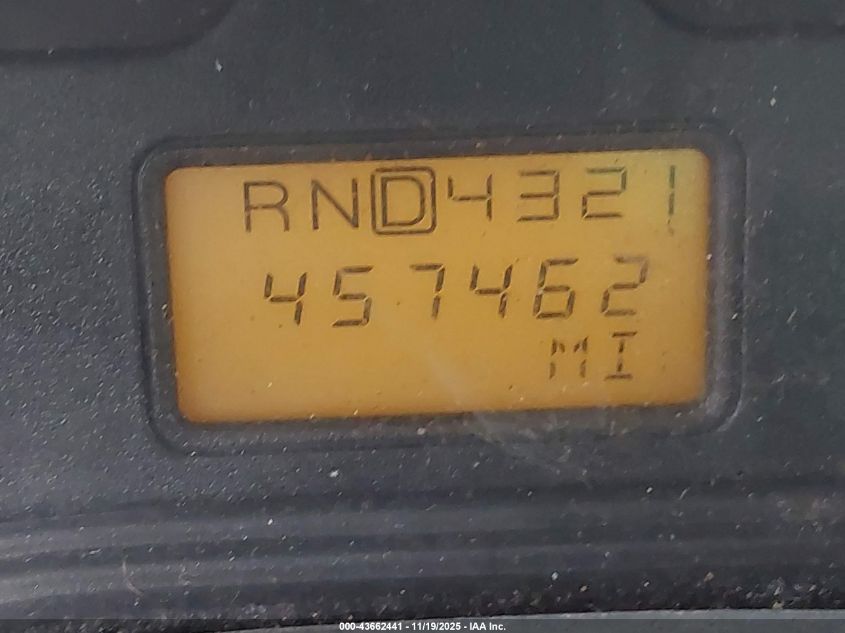 RND4321
457462
MI
000-43662441 - 11/19/2025 - IAA Inc.